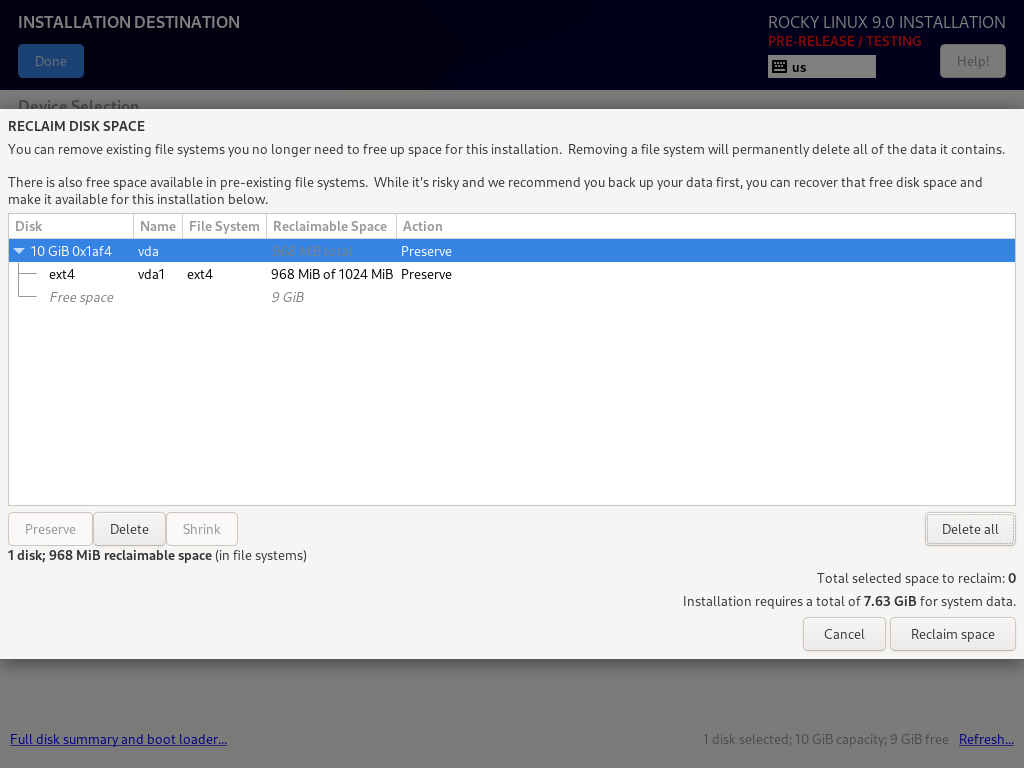 INSTALLATION DESTINATION
ROCKY LINUX 9.0 INSTALLATION
PRE-RELEASE / TESTING
Done
us
Help!
Device Selection
RECLAIM DISK SPACE
You can remove existing file systems you no longer need to free up space for this installation.  Removing a file system will permanently delete all of the data it contains.
There is also free space available in pre-existing file systems.  While it's risky and we recommend you back up your data first, you can recover that free disk space and
make it available for this installation below.
Disk Name File System Reclaimable Space Action
10 GiB 0x1af4 vda 968 MiB total Preserve
ext4 vda1 ext4 968 MiB of 1024 MiB Preserve
Free space 9 GiB
Preserve Delete Shrink Delete all
1 disk; 968 MiB reclaimable space (in file systems)
Total selected space to reclaim: 0
Installation requires a total of 7.63 GiB for system data.
Cancel Reclaim space
Full disk summary and boot loader... 1 disk selected; 10 GiB capacity; 9 GiB free Refresh...